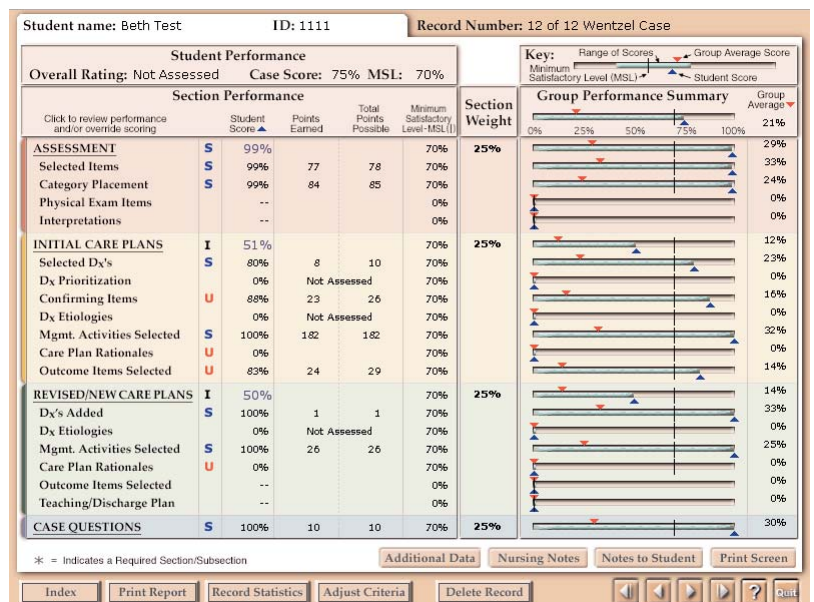 Student name: Beth Test ID: 1111 Record Number: 12 of 12 Wentzel Case
Student Performance
Overall Rating: Not Assessed Case Score: 75% MSL: 70%
Key: Range of Scores Group Average Score
Minimum Satisfactory Level (MSL) Student Score
Section Performance
Click to review performance and/or override scoring Student Score Points Earned Total Points Possible Minimum Satisfactory Level-MSL(|) Section Weight
Group Performance Summary Group Average
0% 25% 50% 75% 100% 21%
ASSESSMENT S 99% 70% 25% 29%
Selected Items S 99% 77 78 70% 33%
Category Placement S 99% 84 85 70% 24%
Physical Exam Items -- 0% 0%
Interpretations -- 0% 0%
INITIAL CARE PLANS I 51% 70% 25% 12%
Selected Dx's S 80% 8 10 70% 23%
Dx Prioritization 0% Not Assessed 70% 0%
Confirming Items U 88% 23 26 70% 16%
Dx Etiologies 0% Not Assessed 70% 0%
Mgmt. Activities Selected S 100% 182 182 70% 32%
Care Plan Rationales U 0% 70% 0%
Outcome Items Selected U 83% 24 29 70% 14%
REVISED/NEW CARE PLANS I 50% 70% 25% 14%
Dx's Added S 100% 1 1 70% 33%
Dx Etiologies 0% Not Assessed 70% 0%
Mgmt. Activities Selected S 100% 26 26 70% 25%
Care Plan Rationales U 0% 70% 0%
Outcome Items Selected -- 0% 0%
Teaching/Discharge Plan -- 0% 0%
CASE QUESTIONS S 100% 10 10 70% 25% 30%
* = Indicates a Required Section/Subsection Additional Data Nursing Notes Notes to Student Print Screen
Index Print Report Record Statistics Adjust Criteria Delete Record ? Quit